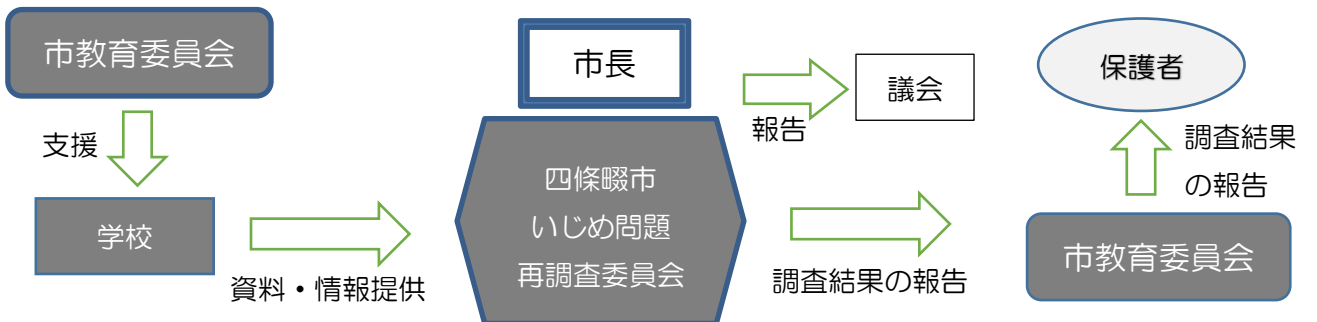 市教育委員会
支援
学校
資料・情報提供
市長
四條畷市
いじめ問題
再調査委員会
報告
議会
調査結果の報告
保護者
調査結果
の報告
市教育委員会